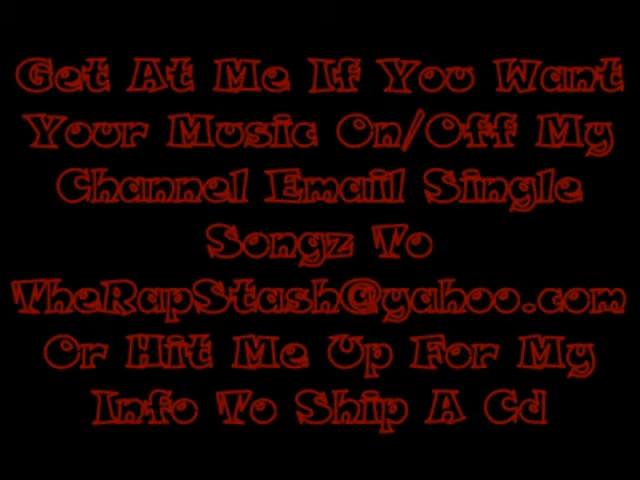 Get At Me If You Want
Your Music On/Off My
Channel Email Single
Songz To
TheRapStash@yahoo.com
Or Hit Me Up For My
Info To Ship A Cd